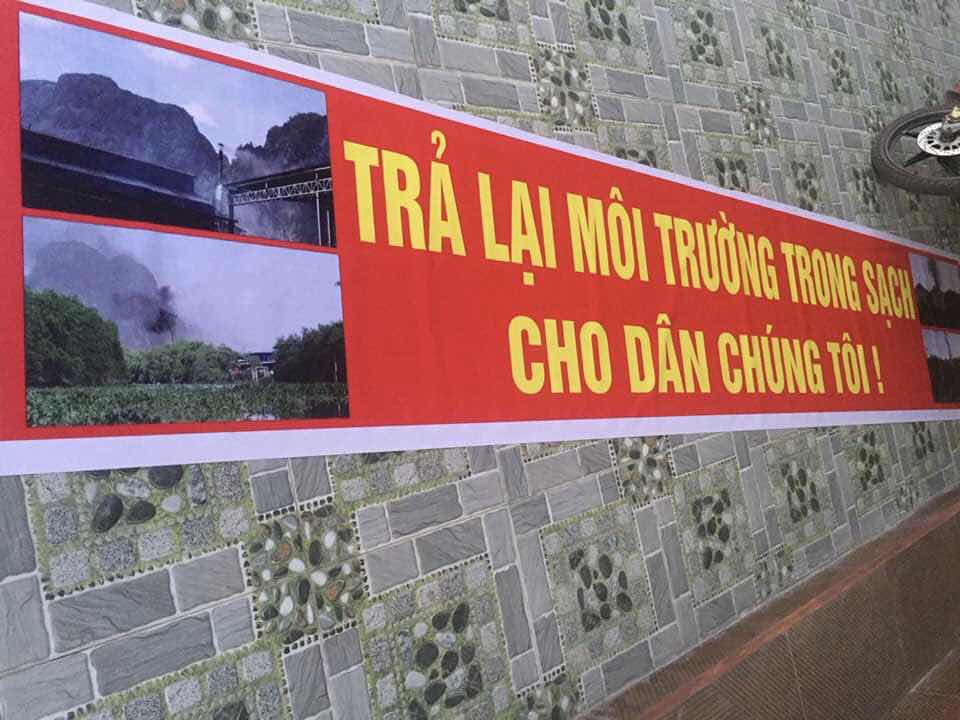 TRẢ LẠI MÔI TRƯỜNG TRONG SẠCH
CHO DÂN CHÚNG TÔI !